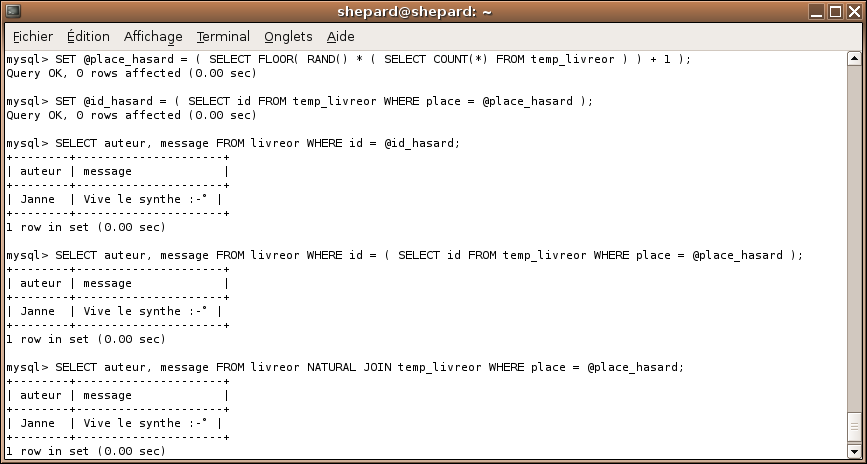 shepard@shepard: ~
Fichier Édition Affichage Terminal Onglets Aide
mysql> SET @place_hasard = ( SELECT FLOOR( RAND() * ( SELECT COUNT(*) FROM temp_livreor ) ) + 1 );
Query OK, 0 rows affected (0.00 sec)
mysql> SET @id_hasard = ( SELECT id FROM temp_livreor WHERE place = @place_hasard );
Query OK, 0 rows affected (0.00 sec)
mysql> SELECT auteur, message FROM livreor WHERE id = @id_hasard;
+--------+---------------------+
| auteur | message             |
+--------+---------------------+
| Janne  | Vive le synthe :-° |
+--------+---------------------+
1 row in set (0.00 sec)
mysql> SELECT auteur, message FROM livreor WHERE id = ( SELECT id FROM temp_livreor WHERE place = @place_hasard );
+--------+---------------------+
| auteur | message             |
+--------+---------------------+
| Janne  | Vive le synthe :-° |
+--------+---------------------+
1 row in set (0.00 sec)
mysql> SELECT auteur, message FROM livreor NATURAL JOIN temp_livreor WHERE place = @place_hasard;
+--------+---------------------+
| auteur | message             |
+--------+---------------------+
| Janne  | Vive le synthe :-° |
+--------+---------------------+
1 row in set (0.00 sec)